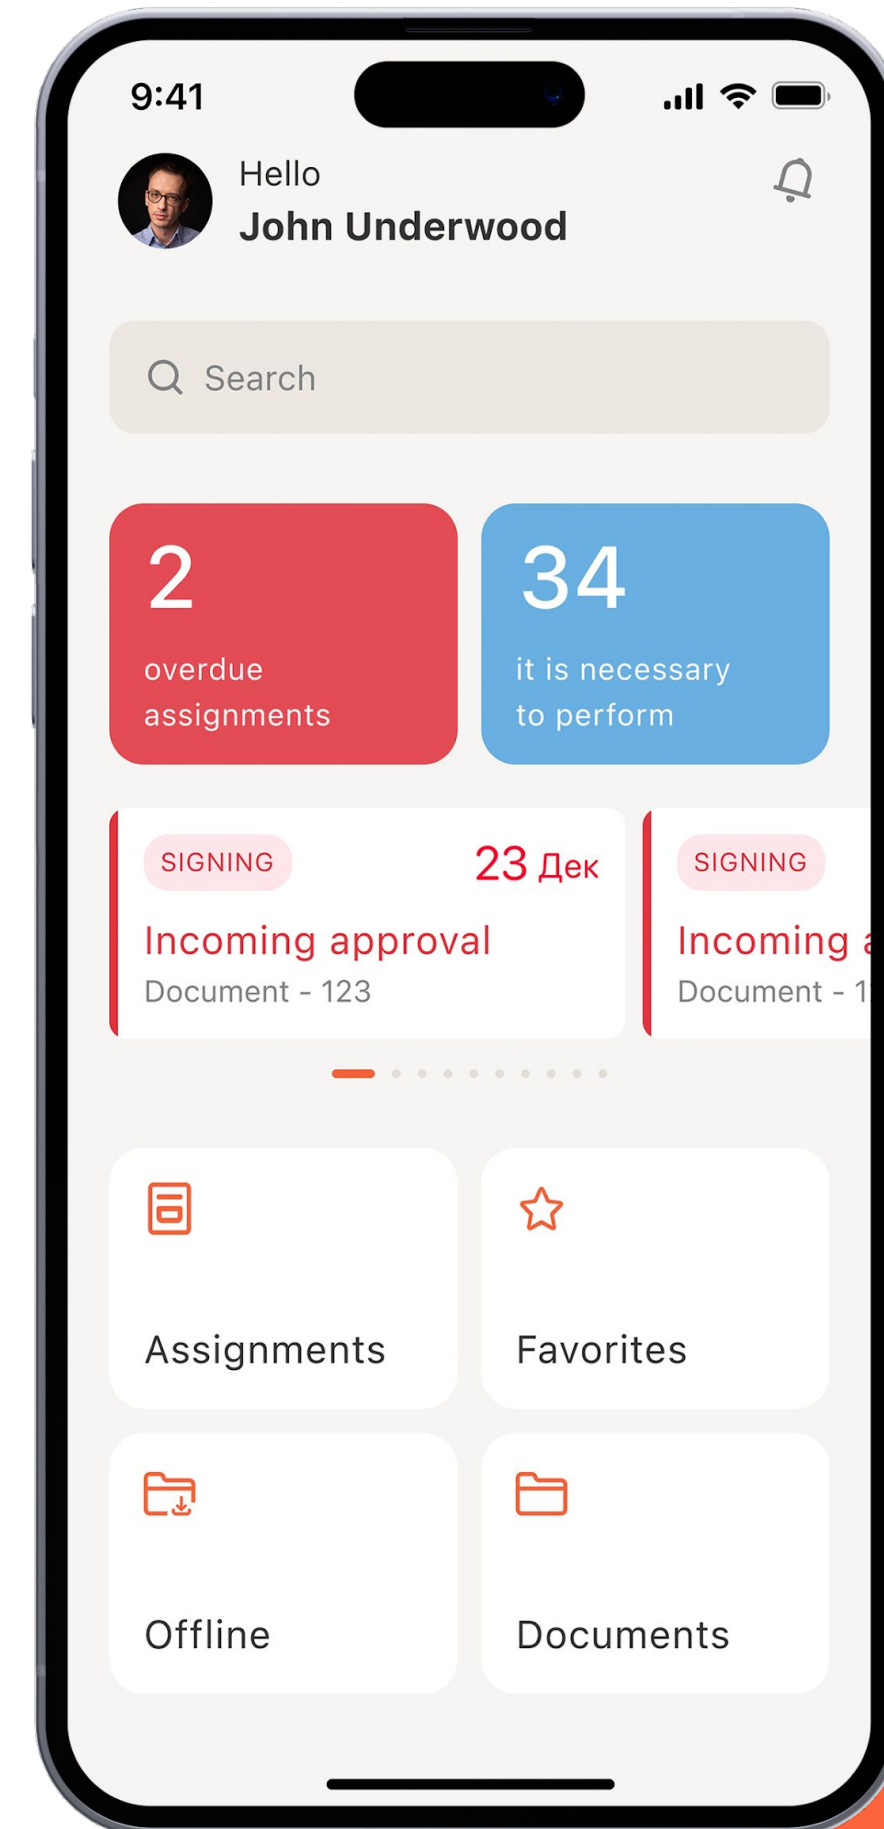 9:41
Hello
John Underwood
Search
2
overdue
assignments
34
it is necessary
to perform
SIGNING
23 Дек
Incoming approval
Document - 123
SIGNING
Incoming
Document - 1
Assignments
Favorites
Offline
Documents